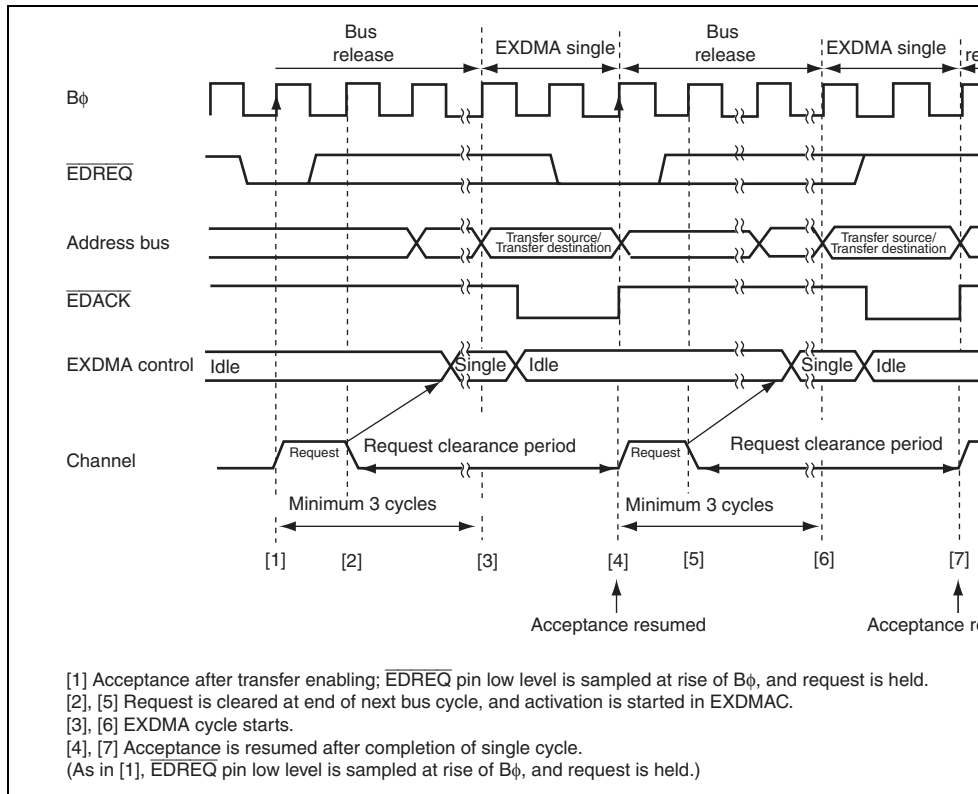 Bus release EXDMA single Bus release EXDMA single re
Bφ
EDREQ
Address bus Transfer source/ Transfer destination Transfer source/ Transfer destination
EDACK
EXDMA control Idle Single Idle Single Idle
Channel Request Request clearance period Request Request clearance period
Minimum 3 cycles Minimum 3 cycles
[1] [2] [3] [4] [5] [6] [7]
Acceptance resumed Acceptance re
[1] Acceptance after transfer enabling; EDREQ pin low level is sampled at rise of Bφ, and request is held.
[2], [5] Request is cleared at end of next bus cycle, and activation is started in EXDMAC.
[3], [6] EXDMA cycle starts.
[4], [7] Acceptance is resumed after completion of single cycle.
(As in [1], EDREQ pin low level is sampled at rise of Bφ, and request is held.)